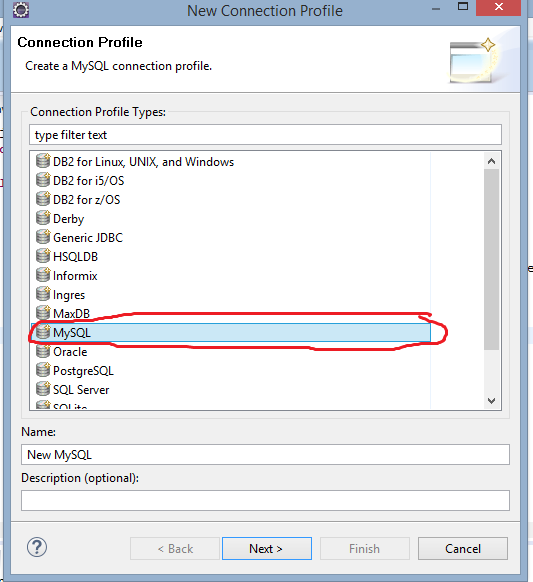 New Connection Profile
Connection Profile
Create a MySQL connection profile.
Connection Profile Types:
type filter text
DB2 for Linux, UNIX, and Windows
DB2 for i5/OS
DB2 for z/OS
Derby
Generic JDBC
HSQLDB
Informix
Ingres
MaxDB
MySQL
Oracle
PostgreSQL
SQL Server
SQLite
Name:
New MySQL
Description (optional):
? < Back Next > Finish Cancel